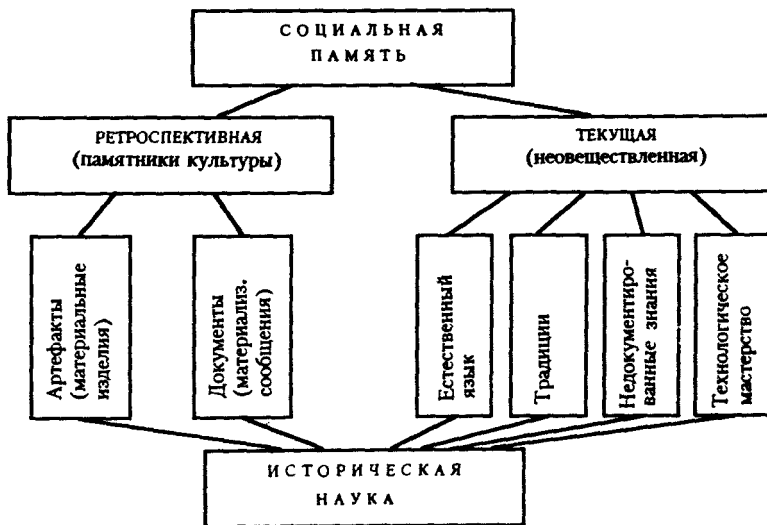 СОЦИАЛЬНАЯ
ПАМЯТЬ
РЕТРОСПЕКТИВНАЯ
(памятники культуры)
ТЕКУЩАЯ
(неовеществленная)
Артефакты
(материальные
изделия)
Документы
(материализ.
сообщения)
Естественный
язык
Традиции
Недокументиро-
ванные знания
Технологическое
мастерство
ИСТОРИЧЕСКАЯ
НАУКА